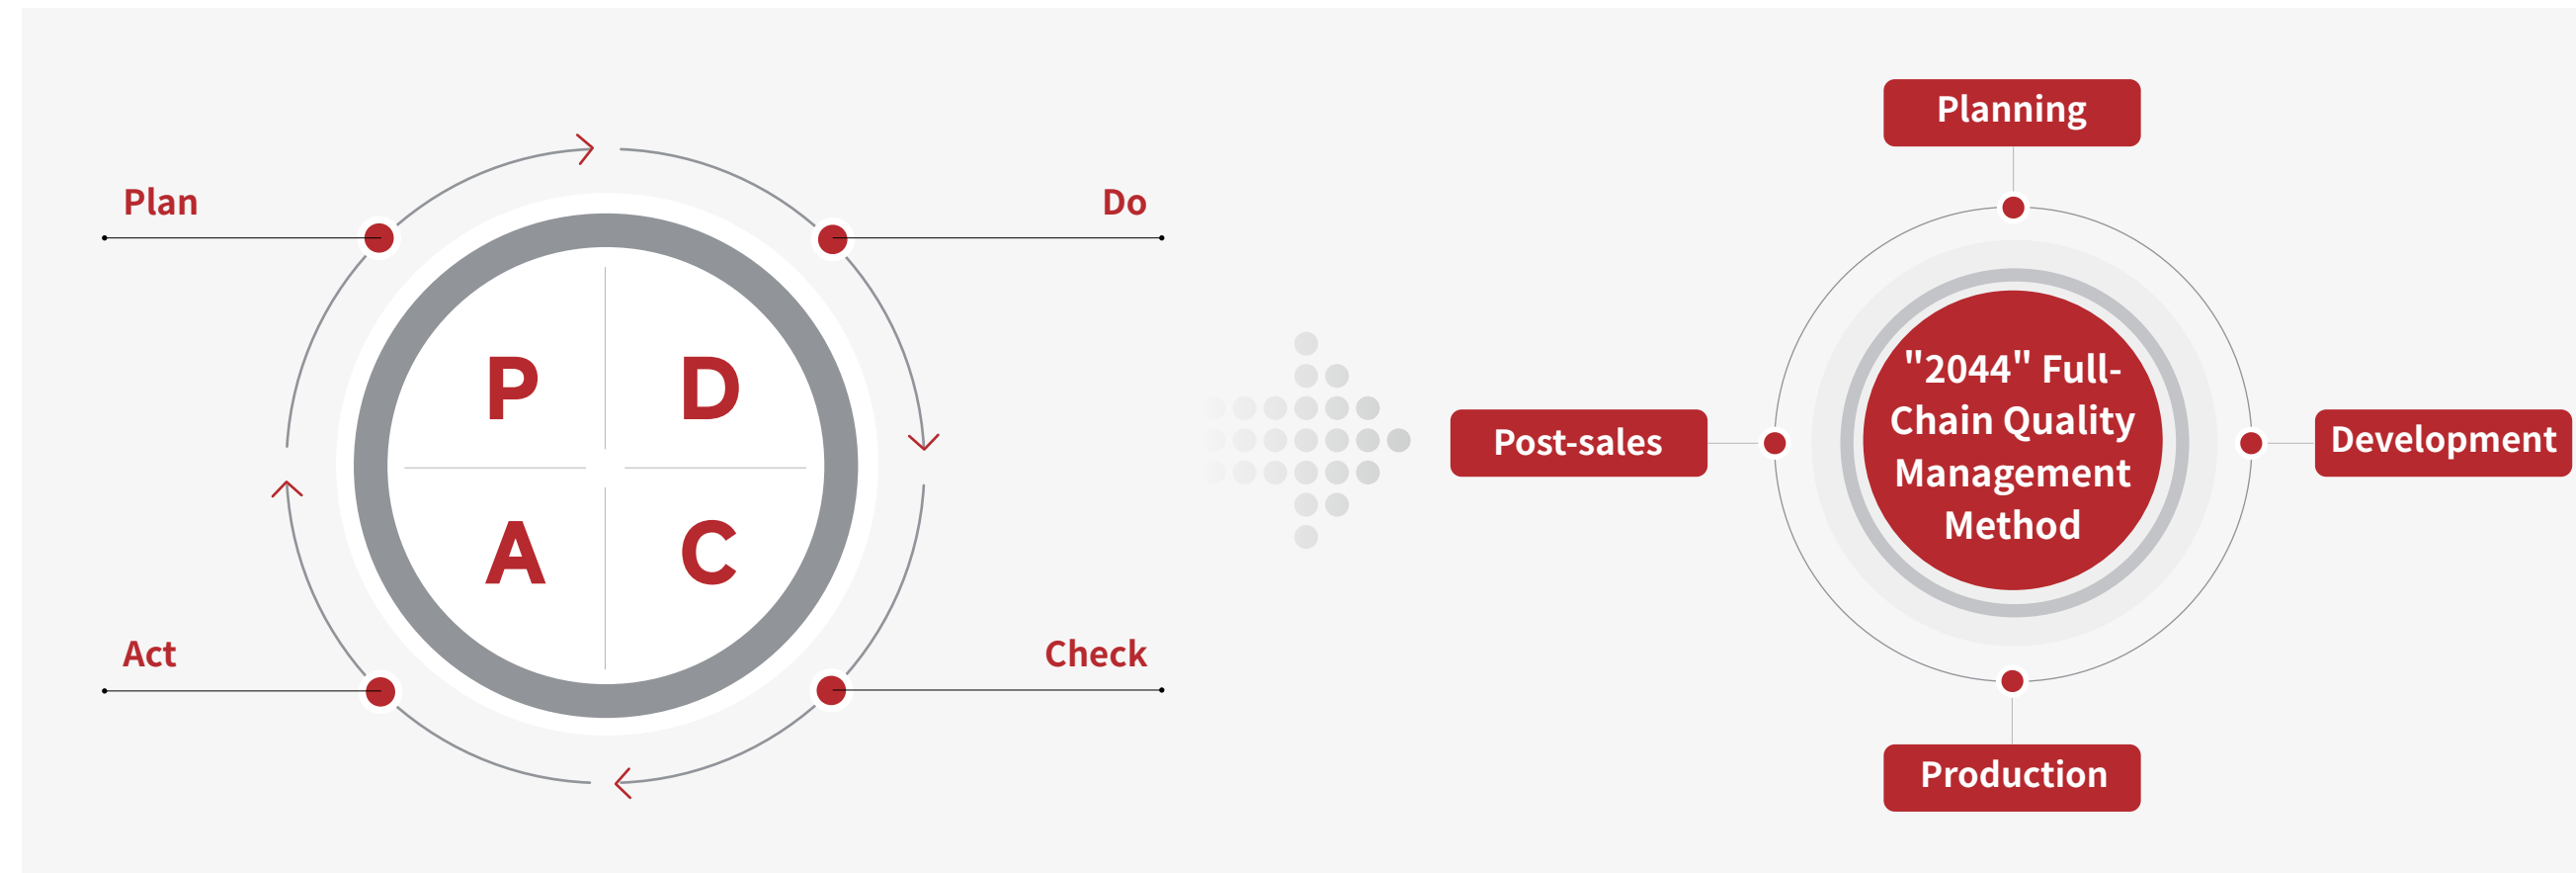 Plan
Do
P
D
A
C
Act
Check
Planning
Post-sales
"2044" Full-
Chain Quality
Management
Method
Development
Production